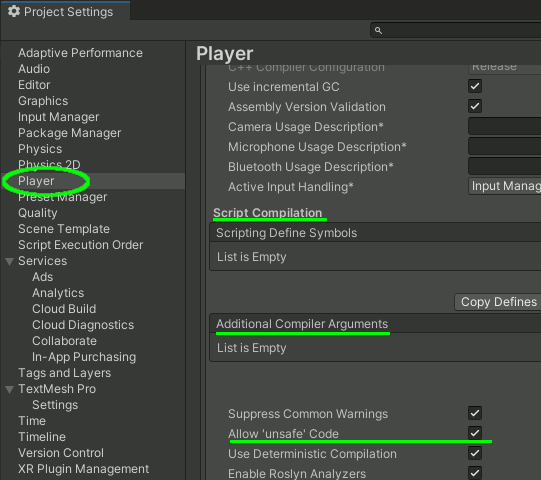 Project Settings
Adaptive Performance
Audio
Editor
Graphics
Input Manager
Package Manager
Physics
Physics 2D
Player
Preset Manager
Quality
Scene Template
Script Execution Order
Services
Ads
Analytics
Cloud Build
Cloud Diagnostics
Collaborate
In-App Purchasing
Tags and Layers
TextMesh Pro
Settings
Time
Timeline
Version Control
XR Plugin Management
Player
C++ Compiler Configuration Release
Use incremental GC
Assembly Version Validation
Camera Usage Description*
Microphone Usage Description*
Bluetooth Usage Description*
Active Input Handling* Input Manag
Script Compilation
Scripting Define Symbols
List is Empty
Copy Defines
Additional Compiler Arguments
List is Empty
Suppress Common Warnings
Allow 'unsafe' Code
Use Deterministic Compilation
Enable Roslyn Analyzers